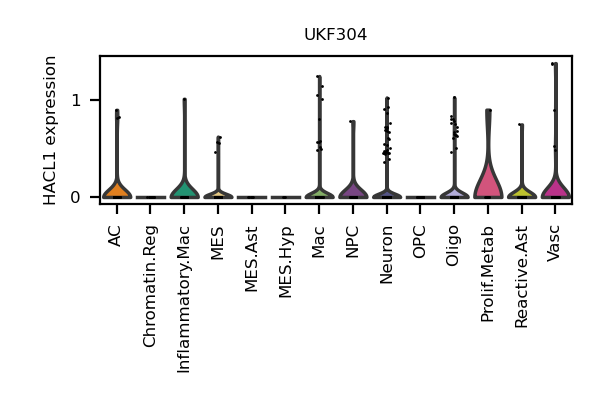 UKF304
HACL1 expression
1
0
AC
Chromatin.Reg
Inflammatory.Mac
MES
MES.Ast
MES.Hyp
Mac
NPC
Neuron
OPC
Oligo
Prolif.Metab
Reactive.Ast
Vasc